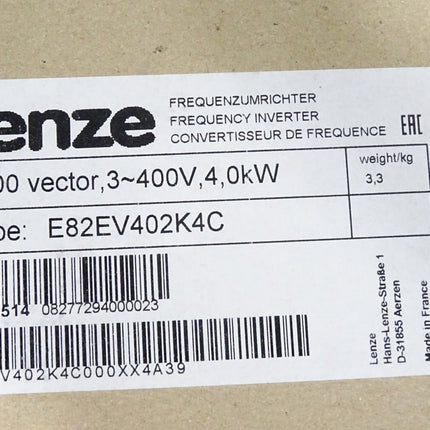 enze
FREQUENZUMRICHTER
FREQUENCY INVERTER
CONVERTISSEUR DE FREQUENCE
EAC
00 vector,3~400V,4,0kW
weight/kg
3,3
pe: E82EV402K4C
514 08277294000023
V402K4C000XX4A39
Lenze
Hans-Lenze-Straße 1
D-31855 Aerzen
Made in France